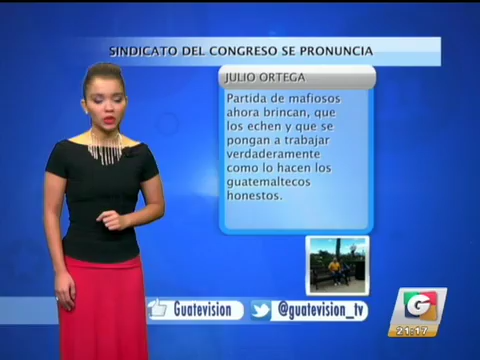 SINDICATO DEL CONGRESO SE PRONUNCIA
JULIO ORTEGA
Partida de mafiosos
ahora brincan, que
los echen y que se
pongan a trabajar
verdaderamente
como lo hacen los
guatemaltecos
honestos.
Guatevision
@guatevision_tv
G
21:17